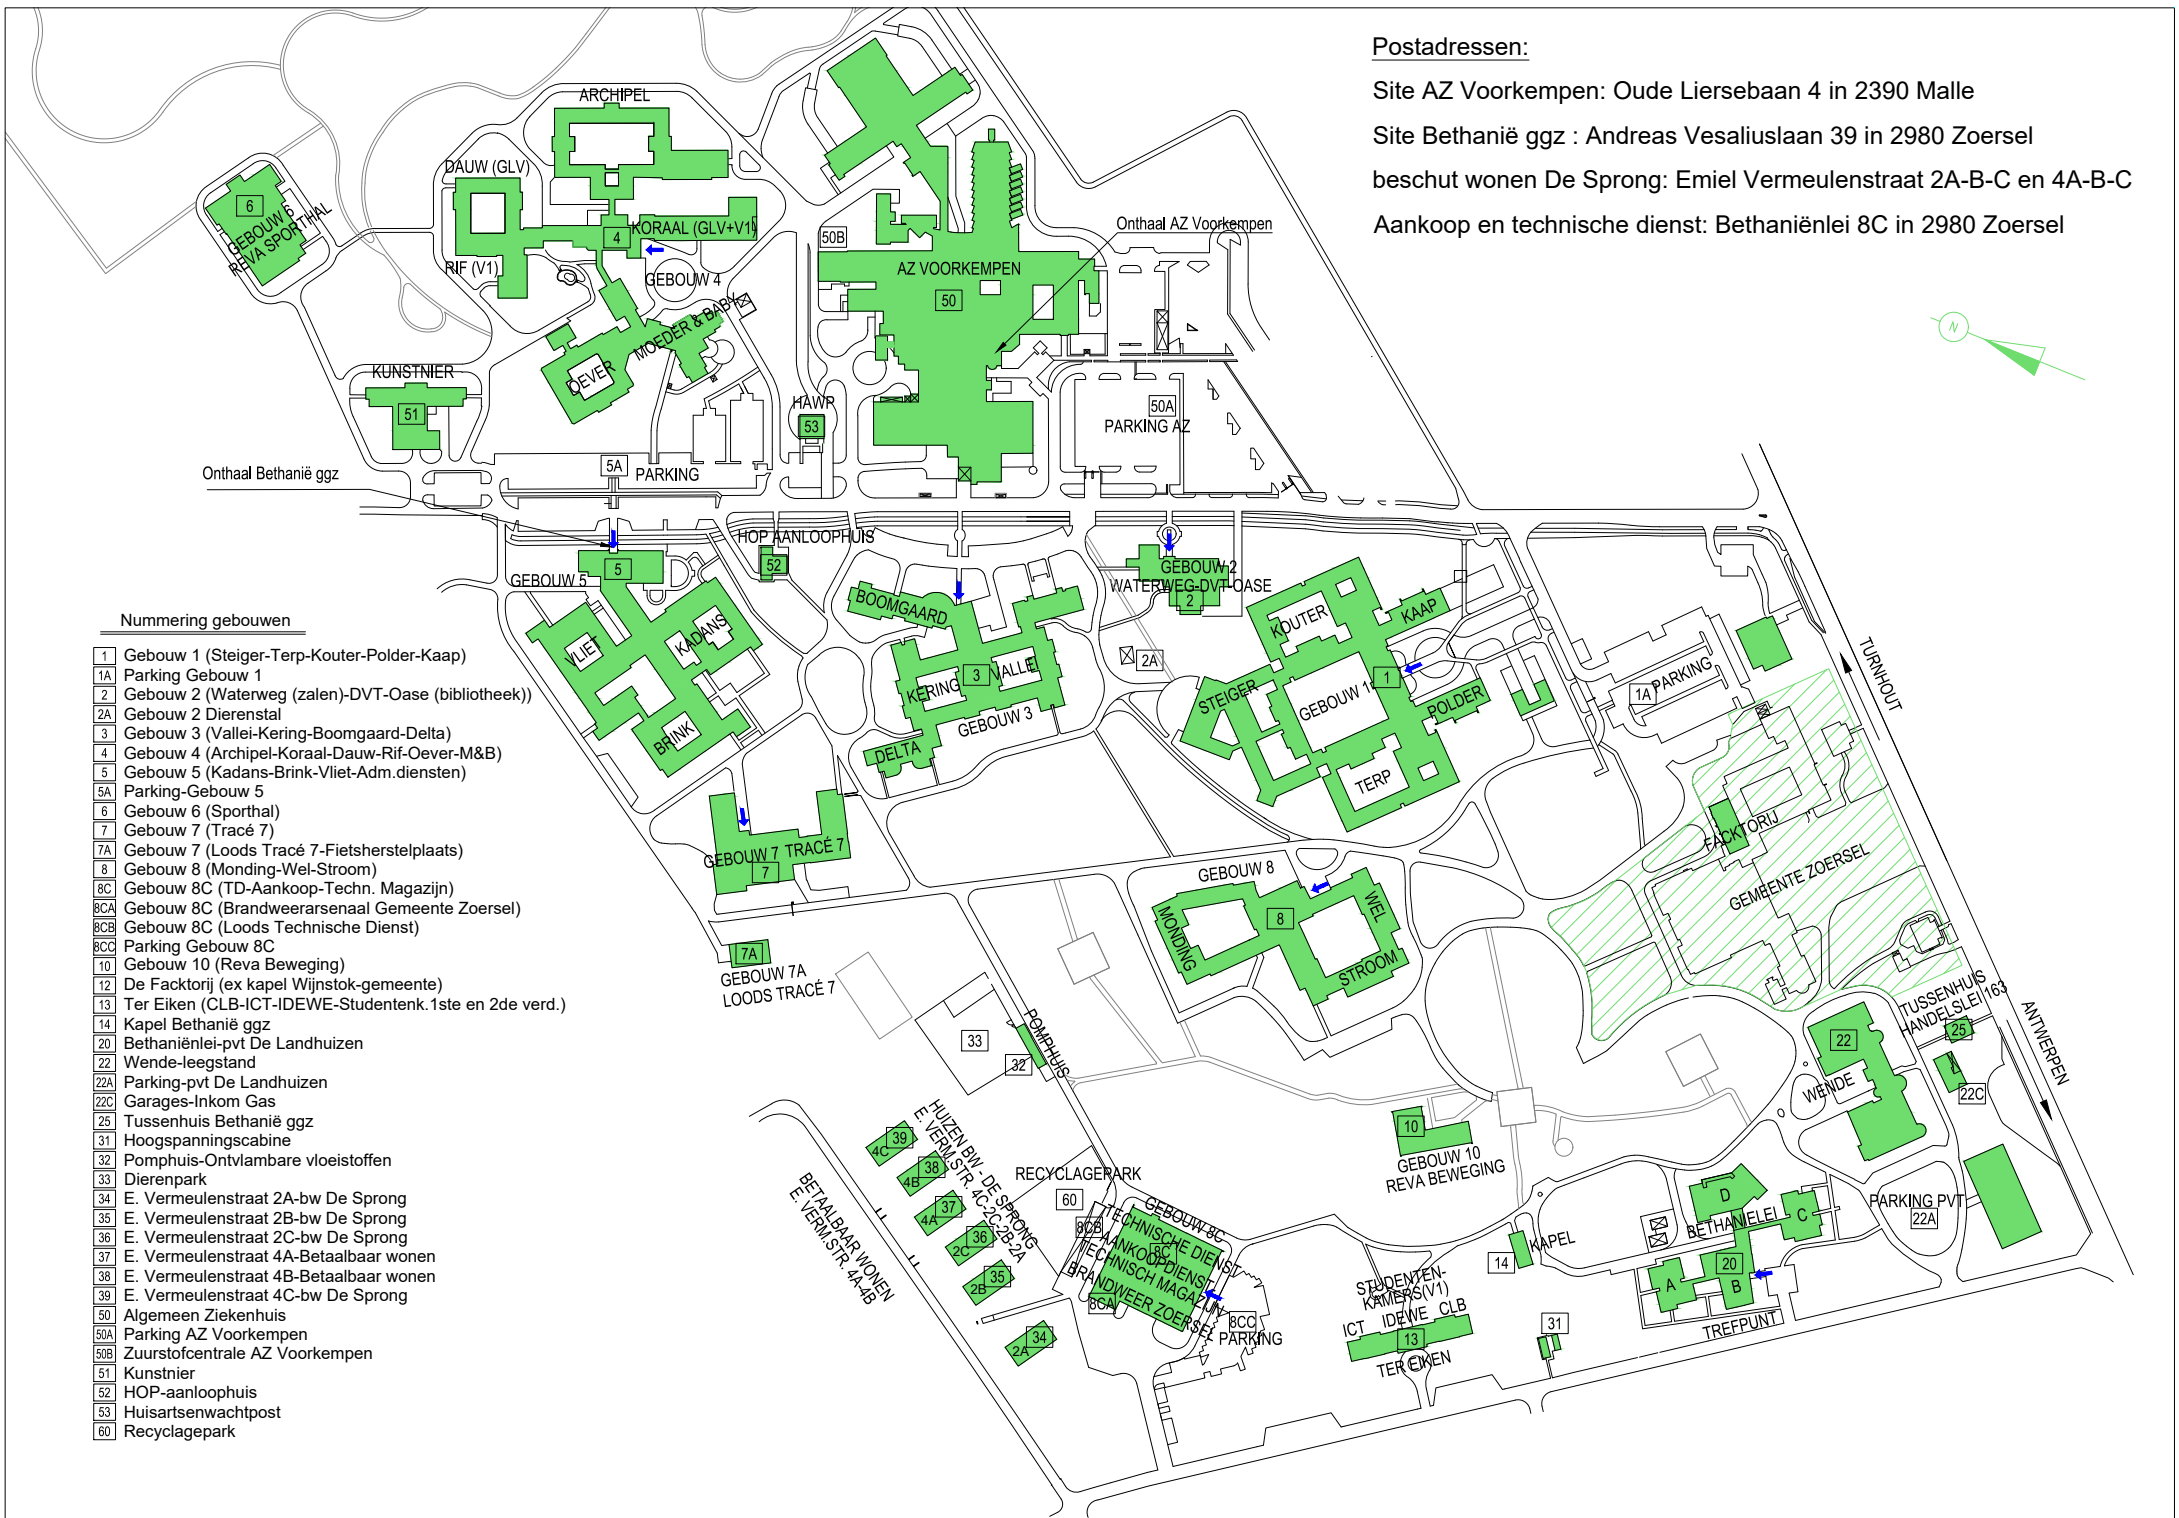 Postadressen:
Site AZ Voorkempen: Oude Liersebaan 4 in 2390 Malle
Site Bethanië ggz : Andreas Vesaliuslaan 39 in 2980 Zoersel
beschut wonen De Sprong: Emiel Vermeulenstraat 2A-B-C en 4A-B-C
Aankoop en technische dienst: Bethaniënlei 8C in 2980 Zoersel
N
ARCHIPEL
DAUW (GLV)
6
GEBOUW 6
REVA SPORTHAL
4
KORAAL (GLV+V1)
RIF (V1)
GEBOUW 4
MOEDER & BABY
OEVER
KUNSTNIER
51
50B
AZ VOORKEMPEN
50
Onthaal AZ Voorkempen
HAWP
53
50A
PARKING AZ
5A
PARKING
Onthaal Bethanië ggz
HOP AANLOOPHUIS
52
5
GEBOUW 5
VLIET
KADANS
BRINK
BOOMGAARD
KERING
3
VALLEI
GEBOUW 3
DELTA
GEBOUW 2
WATERWEG-DVT-OASE
2
2A
KOUTER
KAAP
STEIGER
GEBOUW 1
1
POLDER
TERP
1A
PARKING
TURNHOUT
FACKTORIJ
GEMEENTE ZOERSEL
GEBOUW 7
TRACÉ 7
7
7A
GEBOUW 7A
LOODS TRACÉ 7
GEBOUW 8
8
MONDING
WEL
STROOM
33
32
POMPHUIS
TUSSENHUIS
HANDELSLEI 163
25
22
WENDE
22C
ANTWERPEN
10
GEBOUW 10
REVA BEWEGING
39
4C
38
4B
37
4A
36
2C
35
2B
34
2A
HUIZEN BW - DE SPRONG
E. VERM.STR. 4C-2C-2B-2A
BETAALBAAR WONEN
E. VERM.STR. 4A-4B
RECYCLAGEPARK
60
8CB
GEBOUW 8C
TECHNISCHE DIENST
8C
AANKOOPDIENST
TECHNISCH MAGAZIJN
BRANDWEER ZOERSEL
8CA
8CC
PARKING
STUDENTEN-
KAMERS(V1)
ICT
IDEWE
CLB
13
TER EIKEN
14
KAPEL
31
D
BETHANIELEI
C
20
A
B
TREFPUNT
PARKING PVT
22A
Nummering gebouwen
1 Gebouw 1 (Steiger-Terp-Kouter-Polder-Kaap)
1A Parking Gebouw 1
2 Gebouw 2 (Waterweg (zalen)-DVT-Oase (bibliotheek))
2A Gebouw 2 Dierenstal
3 Gebouw 3 (Vallei-Kering-Boomgaard-Delta)
4 Gebouw 4 (Archipel-Koraal-Dauw-Rif-Oever-M&B)
5 Gebouw 5 (Kadans-Brink-Vliet-Adm.diensten)
5A Parking-Gebouw 5
6 Gebouw 6 (Sporthal)
7 Gebouw 7 (Tracé 7)
7A Gebouw 7 (Loods Tracé 7-Fietsherstelplaats)
8 Gebouw 8 (Monding-Wel-Stroom)
8C Gebouw 8C (TD-Aankoop-Techn. Magazijn)
8CA Gebouw 8C (Brandweerarsenaal Gemeente Zoersel)
8CB Gebouw 8C (Loods Technische Dienst)
8CC Parking Gebouw 8C
10 Gebouw 10 (Reva Beweging)
12 De Facktorij (ex kapel Wijnstok-gemeente)
13 Ter Eiken (CLB-ICT-IDEWE-Studentenk.1ste en 2de verd.)
14 Kapel Bethanië ggz
20 Bethaniënlei-pvt De Landhuizen
22 Wende-leegstand
22A Parking-pvt De Landhuizen
22C Garages-Inkom Gas
25 Tussenhuis Bethanië ggz
31 Hoogspanningscabine
32 Pomphuis-Ontvlambare vloeistoffen
33 Dierenpark
34 E. Vermeulenstraat 2A-bw De Sprong
35 E. Vermeulenstraat 2B-bw De Sprong
36 E. Vermeulenstraat 2C-bw De Sprong
37 E. Vermeulenstraat 4A-Betaalbaar wonen
38 E. Vermeulenstraat 4B-Betaalbaar wonen
39 E. Vermeulenstraat 4C-bw De Sprong
50 Algemeen Ziekenhuis
50A Parking AZ Voorkempen
50B Zuurstofcentrale AZ Voorkempen
51 Kunstnier
52 HOP-aanloophuis
53 Huisartsenwachtpost
60 Recyclagepark